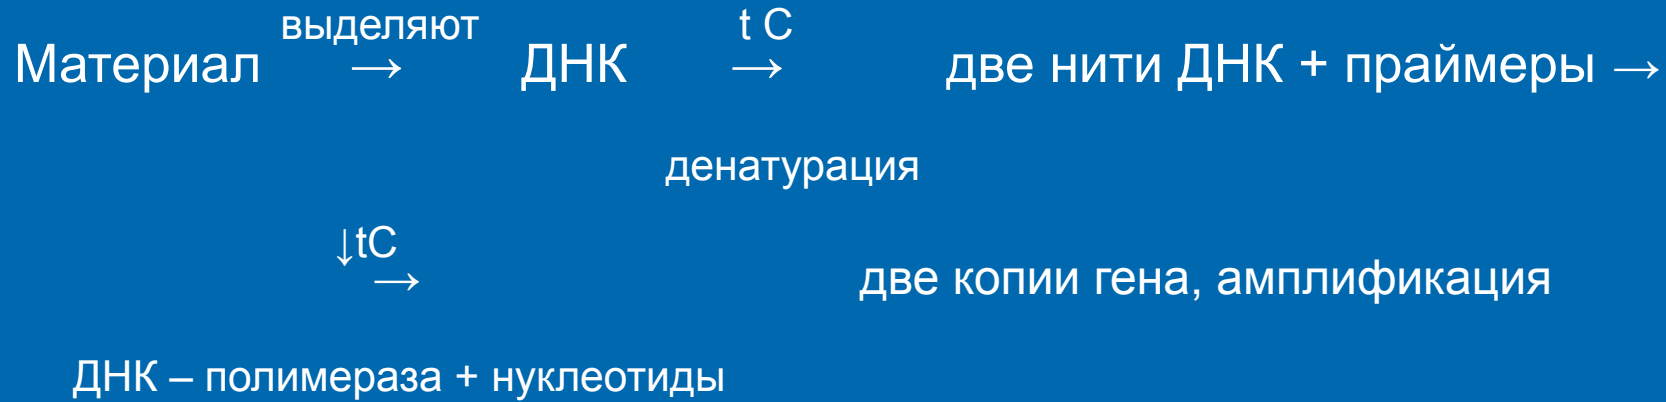 выделяют t C
Материал → ДНК → две нити ДНК + праймеры →
денатурация
↓tC
→ две копии гена, амплификация
ДНК – полимераза + нуклеотиды